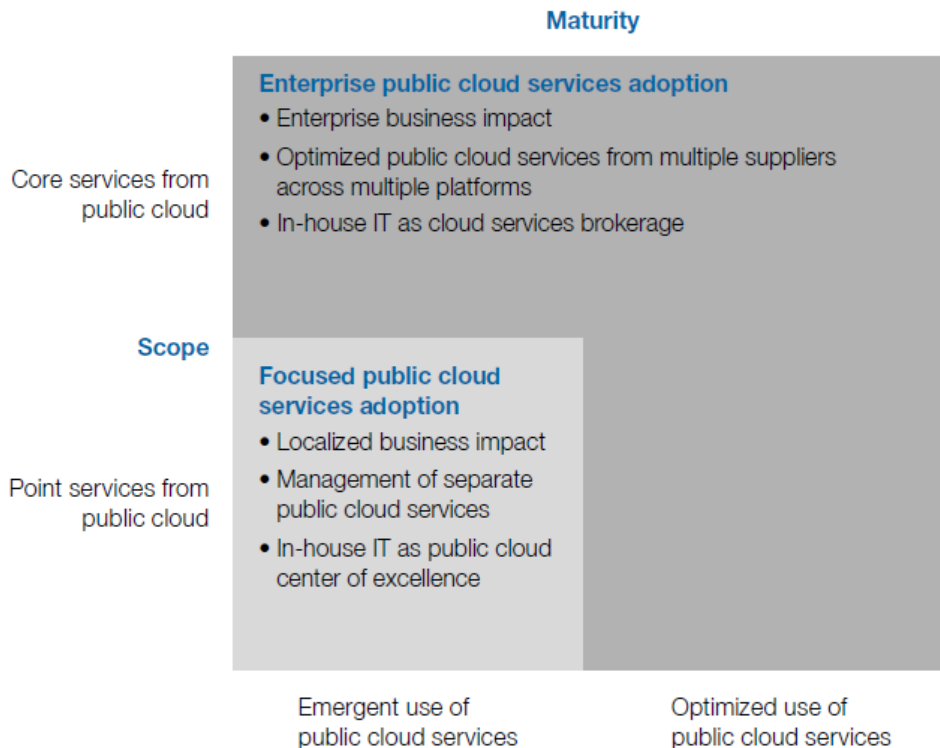 Maturity
Enterprise public cloud services adoption
• Enterprise business impact
• Optimized public cloud services from multiple suppliers
across multiple platforms
• In-house IT as cloud services brokerage
Core services from
public cloud
Scope
Focused public cloud
services adoption
• Localized business impact
• Management of separate
public cloud services
• In-house IT as public cloud
center of excellence
Point services from
public cloud
Emergent use of
public cloud services
Optimized use of
public cloud services